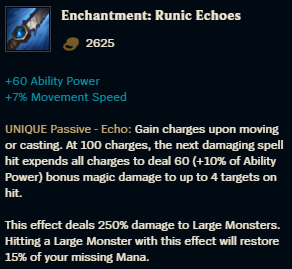 Enchantment: Runic Echoes
2625
+60 Ability Power
+7% Movement Speed
UNIQUE Passive - Echo: Gain charges upon moving
or casting. At 100 charges, the next damaging spell
hit expends all charges to deal 60 (+10% of Ability
Power) bonus magic damage to up to 4 targets on
hit.
This effect deals 250% damage to Large Monsters.
Hitting a Large Monster with this effect will restore
15% of your missing Mana.